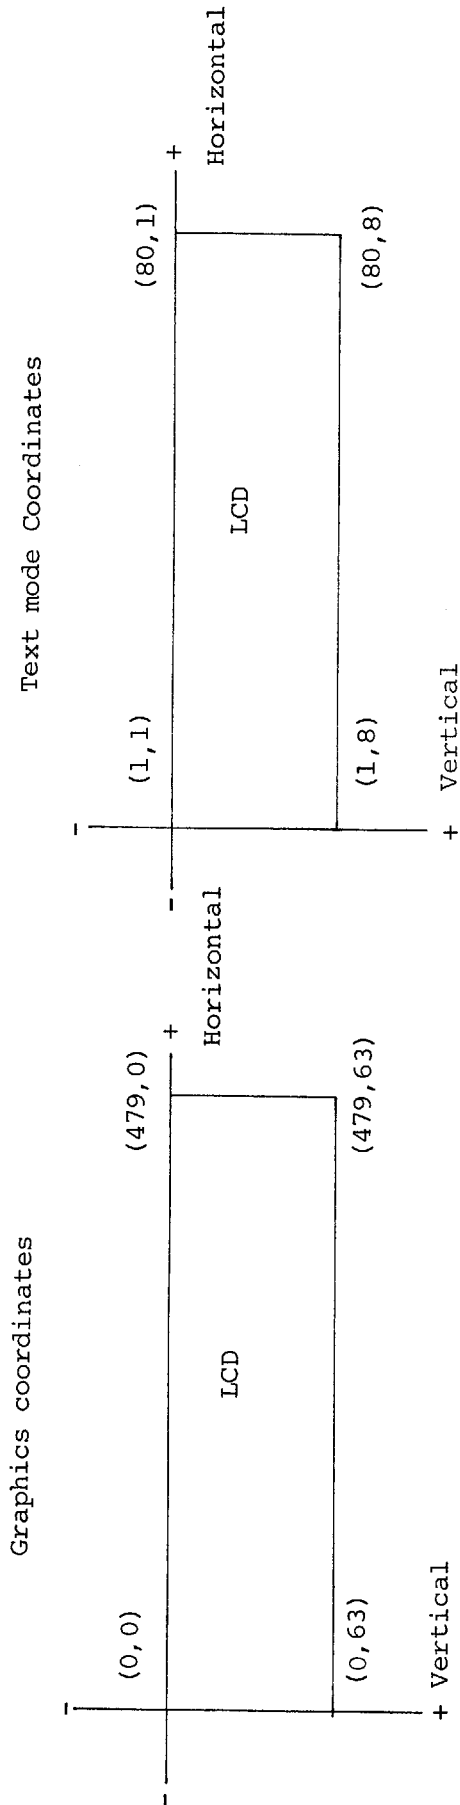 Graphics coordinates
-
(0,0)
(479,0)
-
+
Horizontal
LCD
(0,63)
(479,63)
+ Vertical
Text mode Coordinates
-
(1,1)
(80,1)
-
+
Horizontal
LCD
(1,8)
(80,8)
+ Vertical